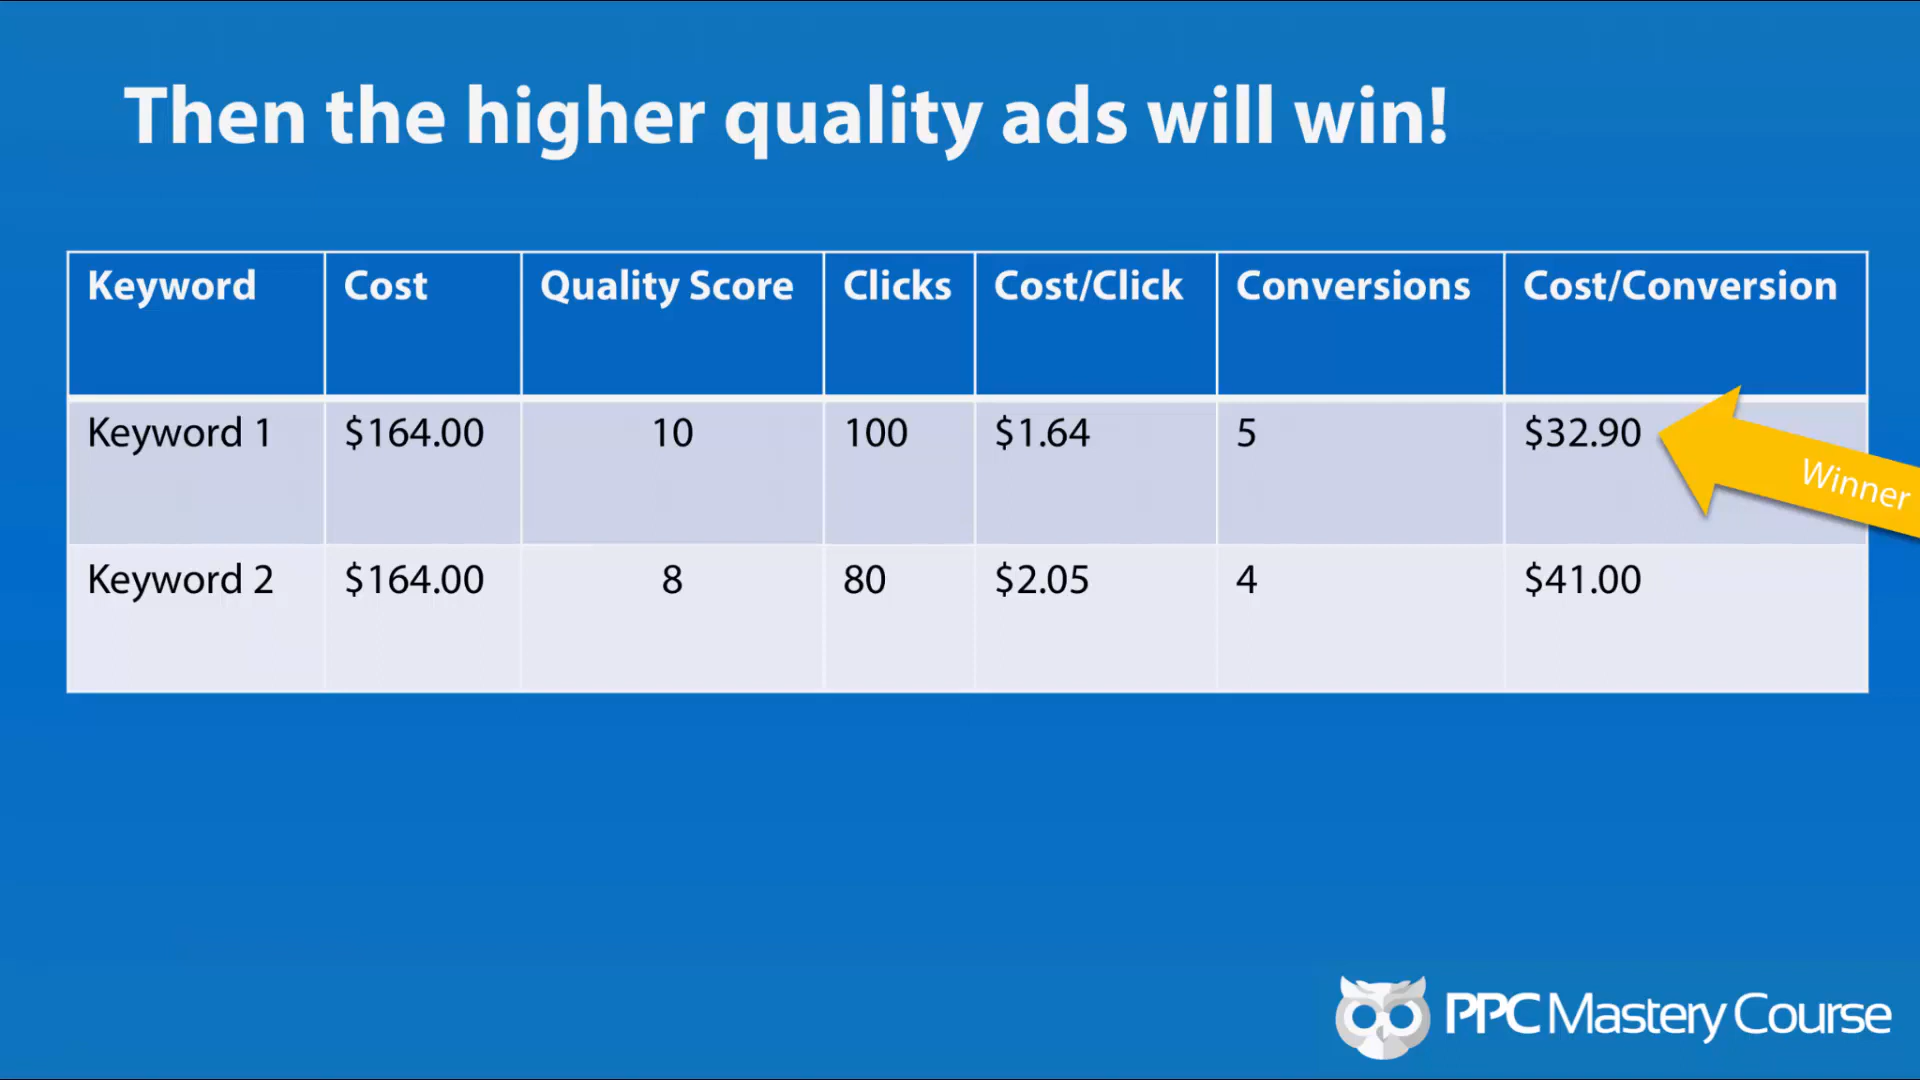 Then the higher quality ads will win!
Keyword Cost Quality Score Clicks Cost/Click Conversions Cost/Conversion
Keyword 1 $164.00 10 100 $1.64 5 $32.90
Winner
Keyword 2 $164.00 8 80 $2.05 4 $41.00
PPC Mastery Course